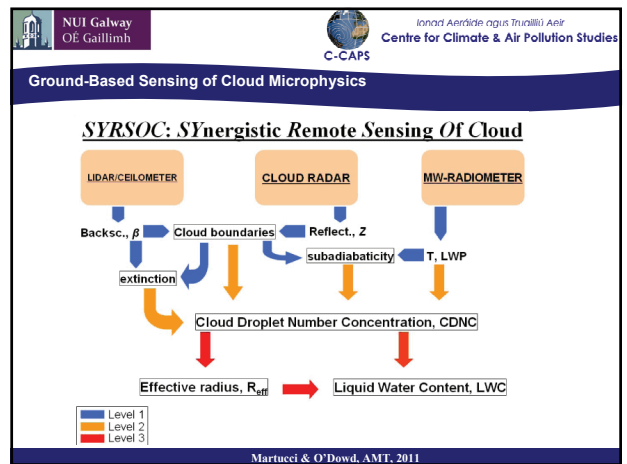 NUI Galway
OÉ Gaillimh
C-CAPS
Ionad Aeráide agus Truailliú Aeir
Centre for Climate & Air Pollution Studies
Ground-Based Sensing of Cloud Microphysics
SYRSOC: SYnergistic Remote Sensing Of Cloud
LIDAR/CEILOMETER
CLOUD RADAR
MW-RADIOMETER
Backsc., β
Cloud boundaries
Reflect., Z
subadiabaticity
T, LWP
extinction
Cloud Droplet Number Concentration, CDNC
Effective radius, Reff
Liquid Water Content, LWC
Level 1
Level 2
Level 3
Martucci & O'Dowd, AMT, 2011